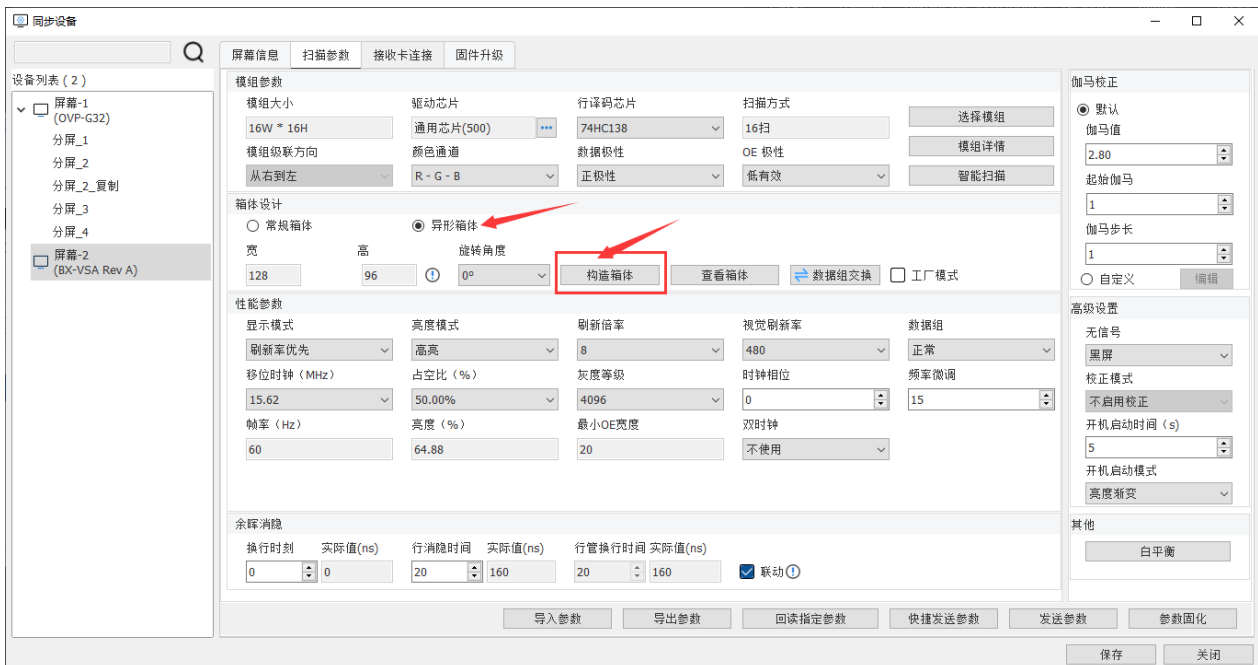 同步设备
屏幕信息 扫描参数 接收卡连接 固件升级
设备列表 ( 2 )
屏幕-1
(OVP-G32)
分屏_1
分屏_2
分屏_2_复制
分屏_3
分屏_4
屏幕-2
(BX-VSA Rev A)
模组参数
模组大小 驱动芯片 行译码芯片 扫描方式
16W * 16H 通用芯片(500) ••• 74HC138 16扫 选择模组
模组级联方向 颜色通道 数据极性 OE 极性 模组详情
从右到左 R - G - B 正极性 低有效 智能扫描
箱体设计
常规箱体 异形箱体
宽 高 旋转角度
128 96 0º 构造箱体 查看箱体 数据组交换 工厂模式
性能参数
显示模式 亮度模式 刷新倍率 视觉刷新率 数据组
刷新率优先 高亮 8 480 正常
移位时钟（MHz） 占空比（%） 灰度等级 时钟相位 频率微调
15.62 50.00% 4096 0 15
帧率（Hz） 亮度（%） 最小OE宽度 双时钟
60 64.88 20 不使用
余晖消隐
换行时刻 实际值(ns) 行消隐时间 实际值(ns) 行管换行时间 实际值(ns)
0 0 20 160 20 160 联动
导入参数 导出参数 回读指定参数 快捷发送参数 发送参数 参数固化
伽马校正
默认
伽马值
2.80
起始伽马
1
伽马步长
1
自定义 编辑
高级设置
无信号
黑屏
校正模式
不启用校正
开机启动时间（s）
5
开机启动模式
亮度渐变
其他
白平衡
保存 关闭